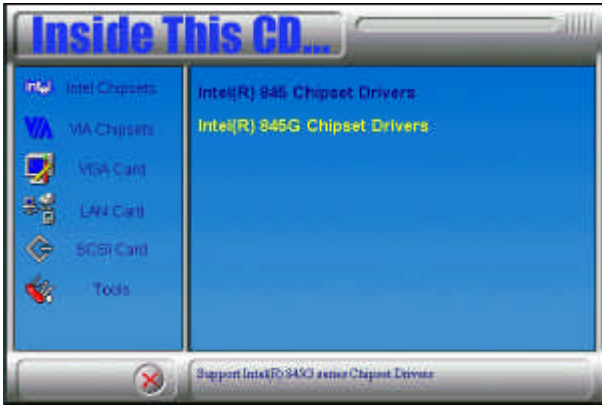 Inside This CD...
intel Intel Chipsets
VIA VIA Chipsets
VGA Card
LAN Card
SCSI Card
Tools
Intel(R) 845 Chipset Drivers
Intel(R) 845G Chipset Drivers
Support Intel(R) 845G series Chipset Drivers